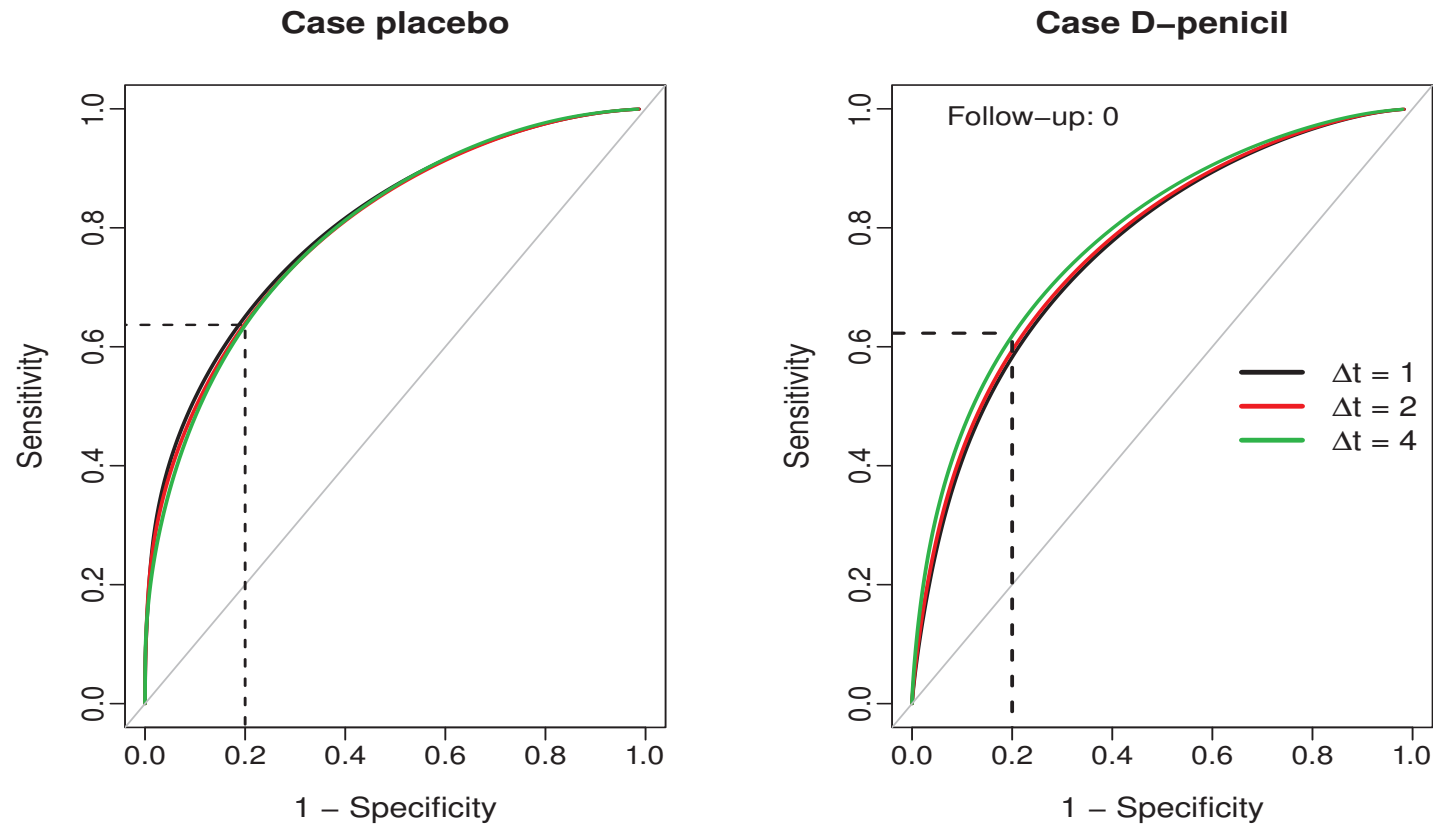 Case placebo
Sensitivity
1.0
0.8
0.6
0.4
0.2
0.0
0.0 0.2 0.4 0.6 0.8 1.0
1 − Specificity
Case D−penicil
Follow−up: 0
Sensitivity
1.0
0.8
0.6
0.4
0.2
0.0
Δt = 1
Δt = 2
Δt = 4
0.0 0.2 0.4 0.6 0.8 1.0
1 − Specificity